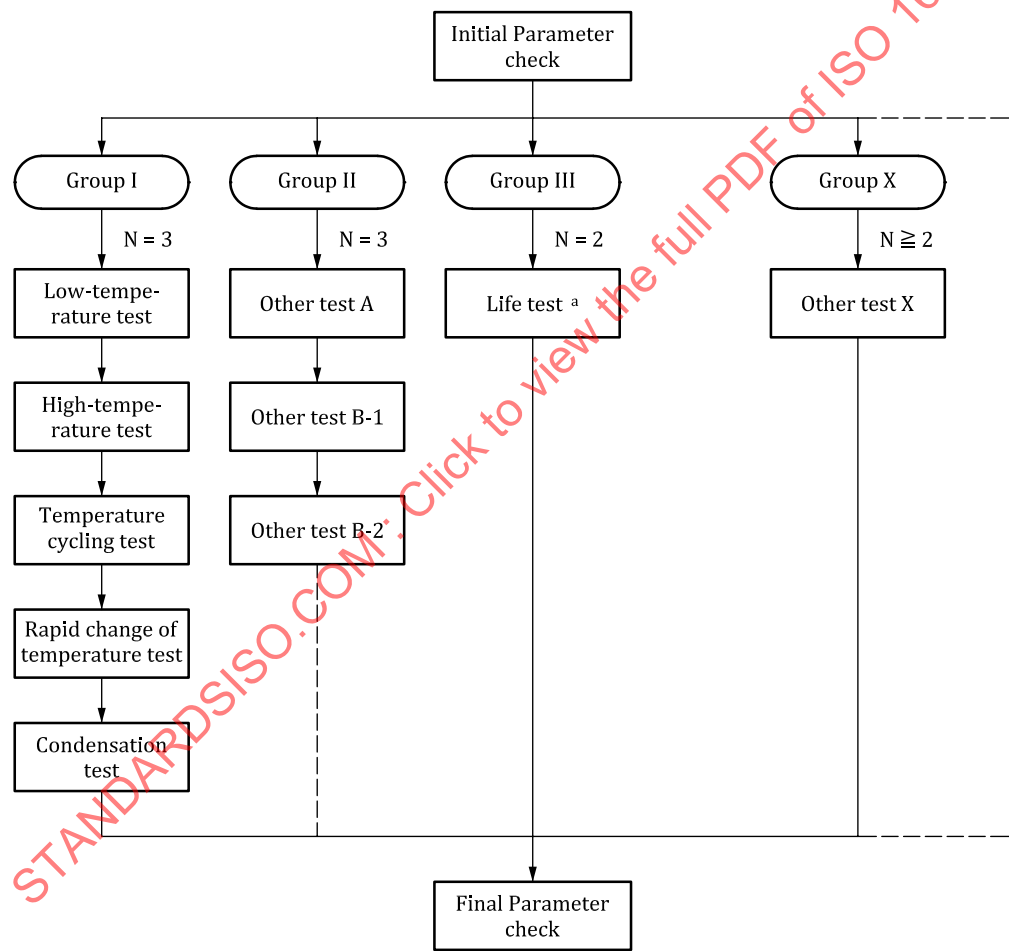 Initial Parameter
check
Group I
Group II
Group III
Group X
N = 3
N = 3
N = 2
N ≧ 2
Low-tempe-
rature test
Other test A
Life test a
Other test X
High-tempe-
rature test
Other test B-1
Temperature
cycling test
Other test B-2
Rapid change of
temperature test
Condensation
test
Final Parameter
check
STANDARDSISO.COM : Click to view the full PDF of ISO